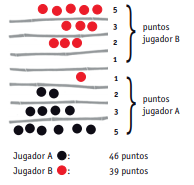 5
3
2
puntos
jugador B
1
1
2
3
5
puntos
jugador A
Jugador A : 46 puntos
Jugador B : 39 puntos